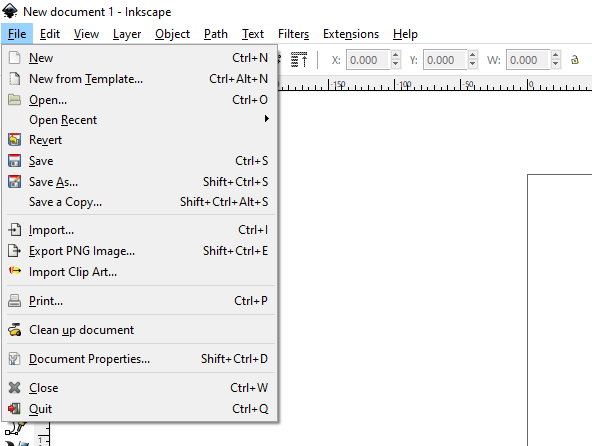 New document 1 - Inkscape
File Edit View Layer Object Path Text Filters Extensions Help
X: 0.000 Y: 0.000 W: 0.000
-150 -100 -50 0
New Ctrl+N
New from Template... Ctrl+Alt+N
Open... Ctrl+O
Open Recent
Revert
Save Ctrl+S
Save As... Shift+Ctrl+S
Save a Copy... Shift+Ctrl+Alt+S
Import... Ctrl+I
Export PNG Image... Shift+Ctrl+E
Import Clip Art...
Print... Ctrl+P
Clean up document
Document Properties... Shift+Ctrl+D
Close Ctrl+W
Quit Ctrl+Q